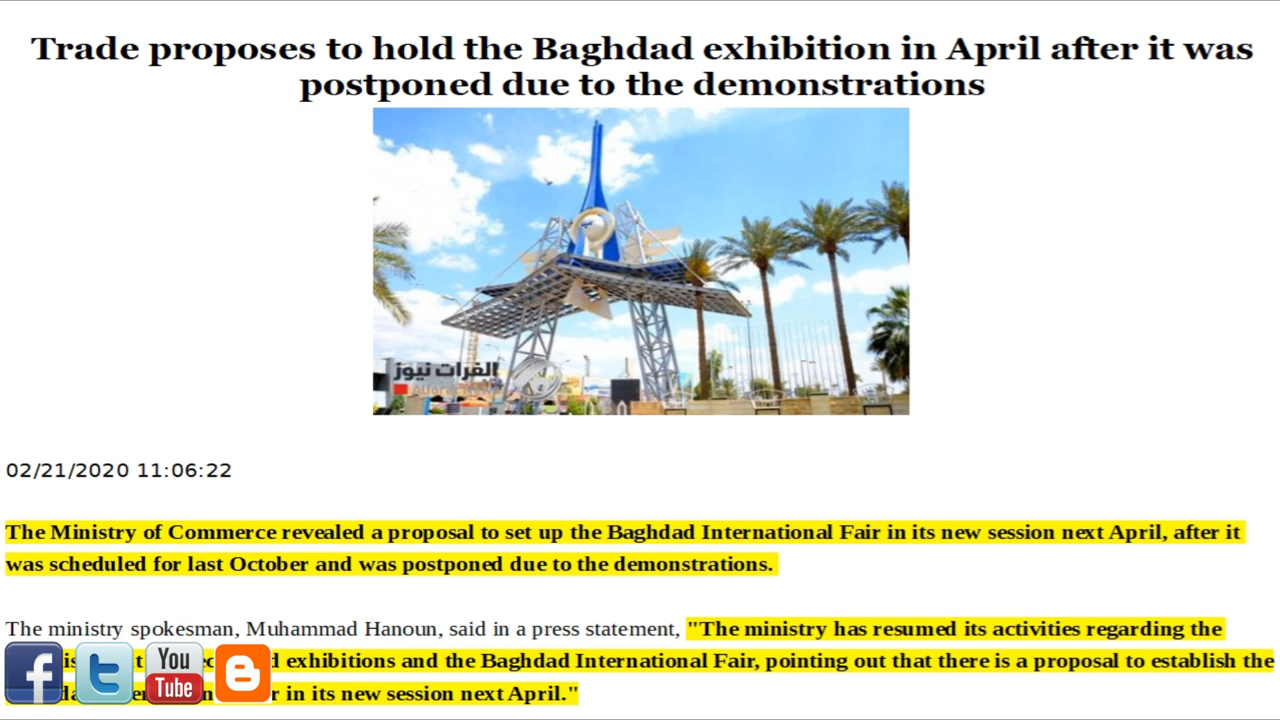 Trade proposes to hold the Baghdad exhibition in April after it was
postponed due to the demonstrations
الفرات نيوز
02/21/2020 11:06:22
The Ministry of Commerce revealed a proposal to set up the Baghdad International Fair in its new session next April, after it
was scheduled for last October and was postponed due to the demonstrations.
The ministry spokesman, Muhammad Hanoun, said in a press statement, "The ministry has resumed its activities regarding the
exhibitions and the Baghdad International Fair, pointing out that there is a proposal to establish the
in its new session next April."
f t You
Tube
B